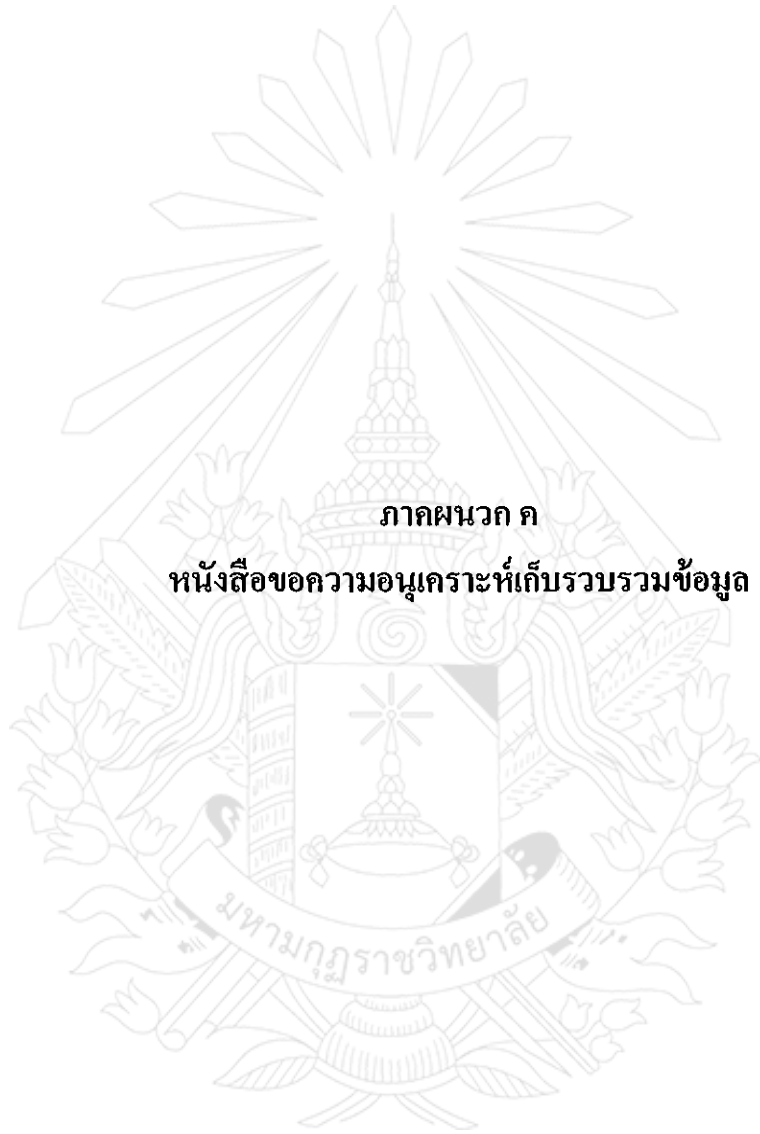 ภาคผนวก ค
หนังสือขอความอนุเคราะห์เก็บรวบรวมข้อมูล
มหามกุฏราชวิทยาลัย